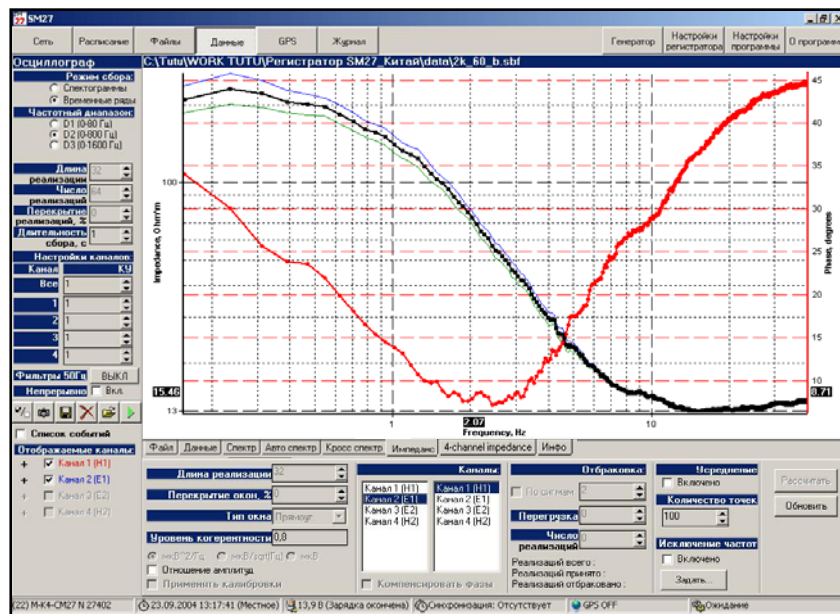 SM27
Сеть Расписание Файлы Данные GPS Журнал Генератор Настройки регистратора Настройки программы О програм
Осциллограф C:\Tutu\WORK TUTU\Регистратор SM27_Китай\data\2k_60_b.sbf
Режим сбора:
Спектрограммы
Временные ряды
Частотный диапазон:
D1 (0-80 Гц)
D2 (0-800 Гц)
D3 (0-1600 Гц)
Длина реализации 32
Число реализаций 64
Перекрытие реализаций, % 0
Длительность сбора, с 1
Настройки каналов:
Канал КУ
Все 1
1 1
2 1
3 1
4 1
Фильтры 50Гц ВЫКЛ
Непрерывно Вкл.
Список событий
Отображаемые каналы:
+ Канал 1 (H1)
+ Канал 2 (E1)
+ Канал 3 (E2)
+ Канал 4 (H2)
Impedance, Ohm*m
100
15.46
13
1
2.07
10
Frequency, Hz
45
40
35
30
25
20
15
10
8.71
Phase, degrees
Файл Данные Спектр Авто спектр Кросс спектр Импеданс 4-channel impedance Инфо
Длина реализации 32
Перекрытие окон, % 0
Тип окна Прямоуг.
Уровень когерентности 0,8
мкВ^2/Гц мкВ/sqrt(Гц) мкВ
Отношение амплитуд
Применить калибровки
Каналы:
Канал 1 (H1) Канал 1 (H1)
Канал 2 (E1) Канал 2 (E1)
Канал 3 (E2) Канал 3 (E2)
Канал 4 (H2) Канал 4 (H2)
Компенсировать фазы
Отбраковка:
По сигмам 2
Перегрузка 0
Число реализаций 0
Реализаций всего :
Реализаций принято :
Реализаций отбраковано :
Усреднение
Включено
Количество точек
100
Исключение частот
Включено
Задать...
Рассчитать
Обновить
(22) М-К4-СМ27 N 27402 23.09.2004 13:17:41 (Местное) 13,9 В (Зарядка окончена) Синхронизация: Отсутствует GPS OFF Ожидание